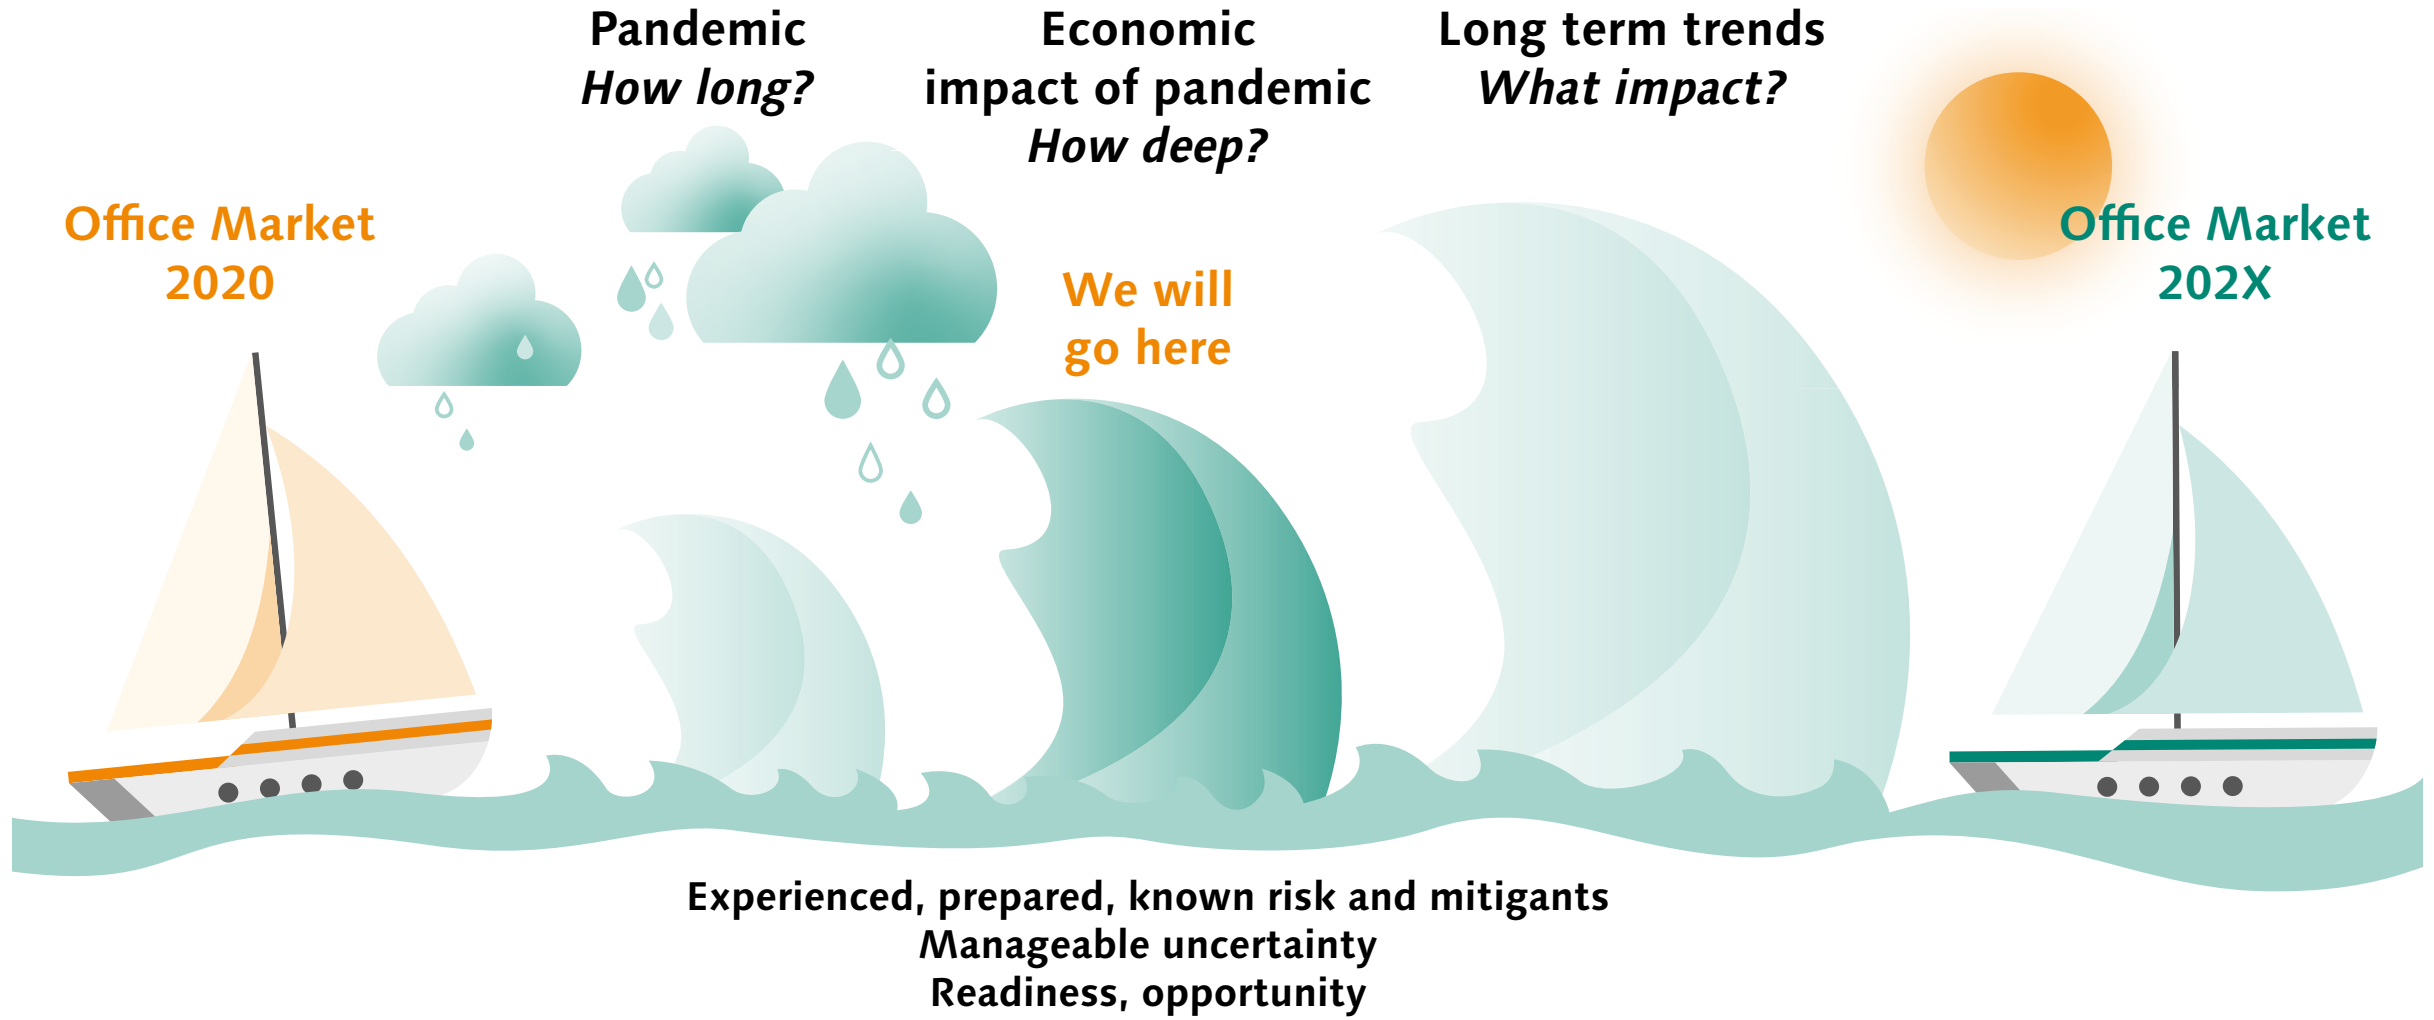 Pandemic
How long?
Economic
impact of pandemic
How deep?
Long term trends
What impact?
Office Market
2020
We will
go here
Office Market
202X
Experienced, prepared, known risk and mitigants
Manageable uncertainty
Readiness, opportunity